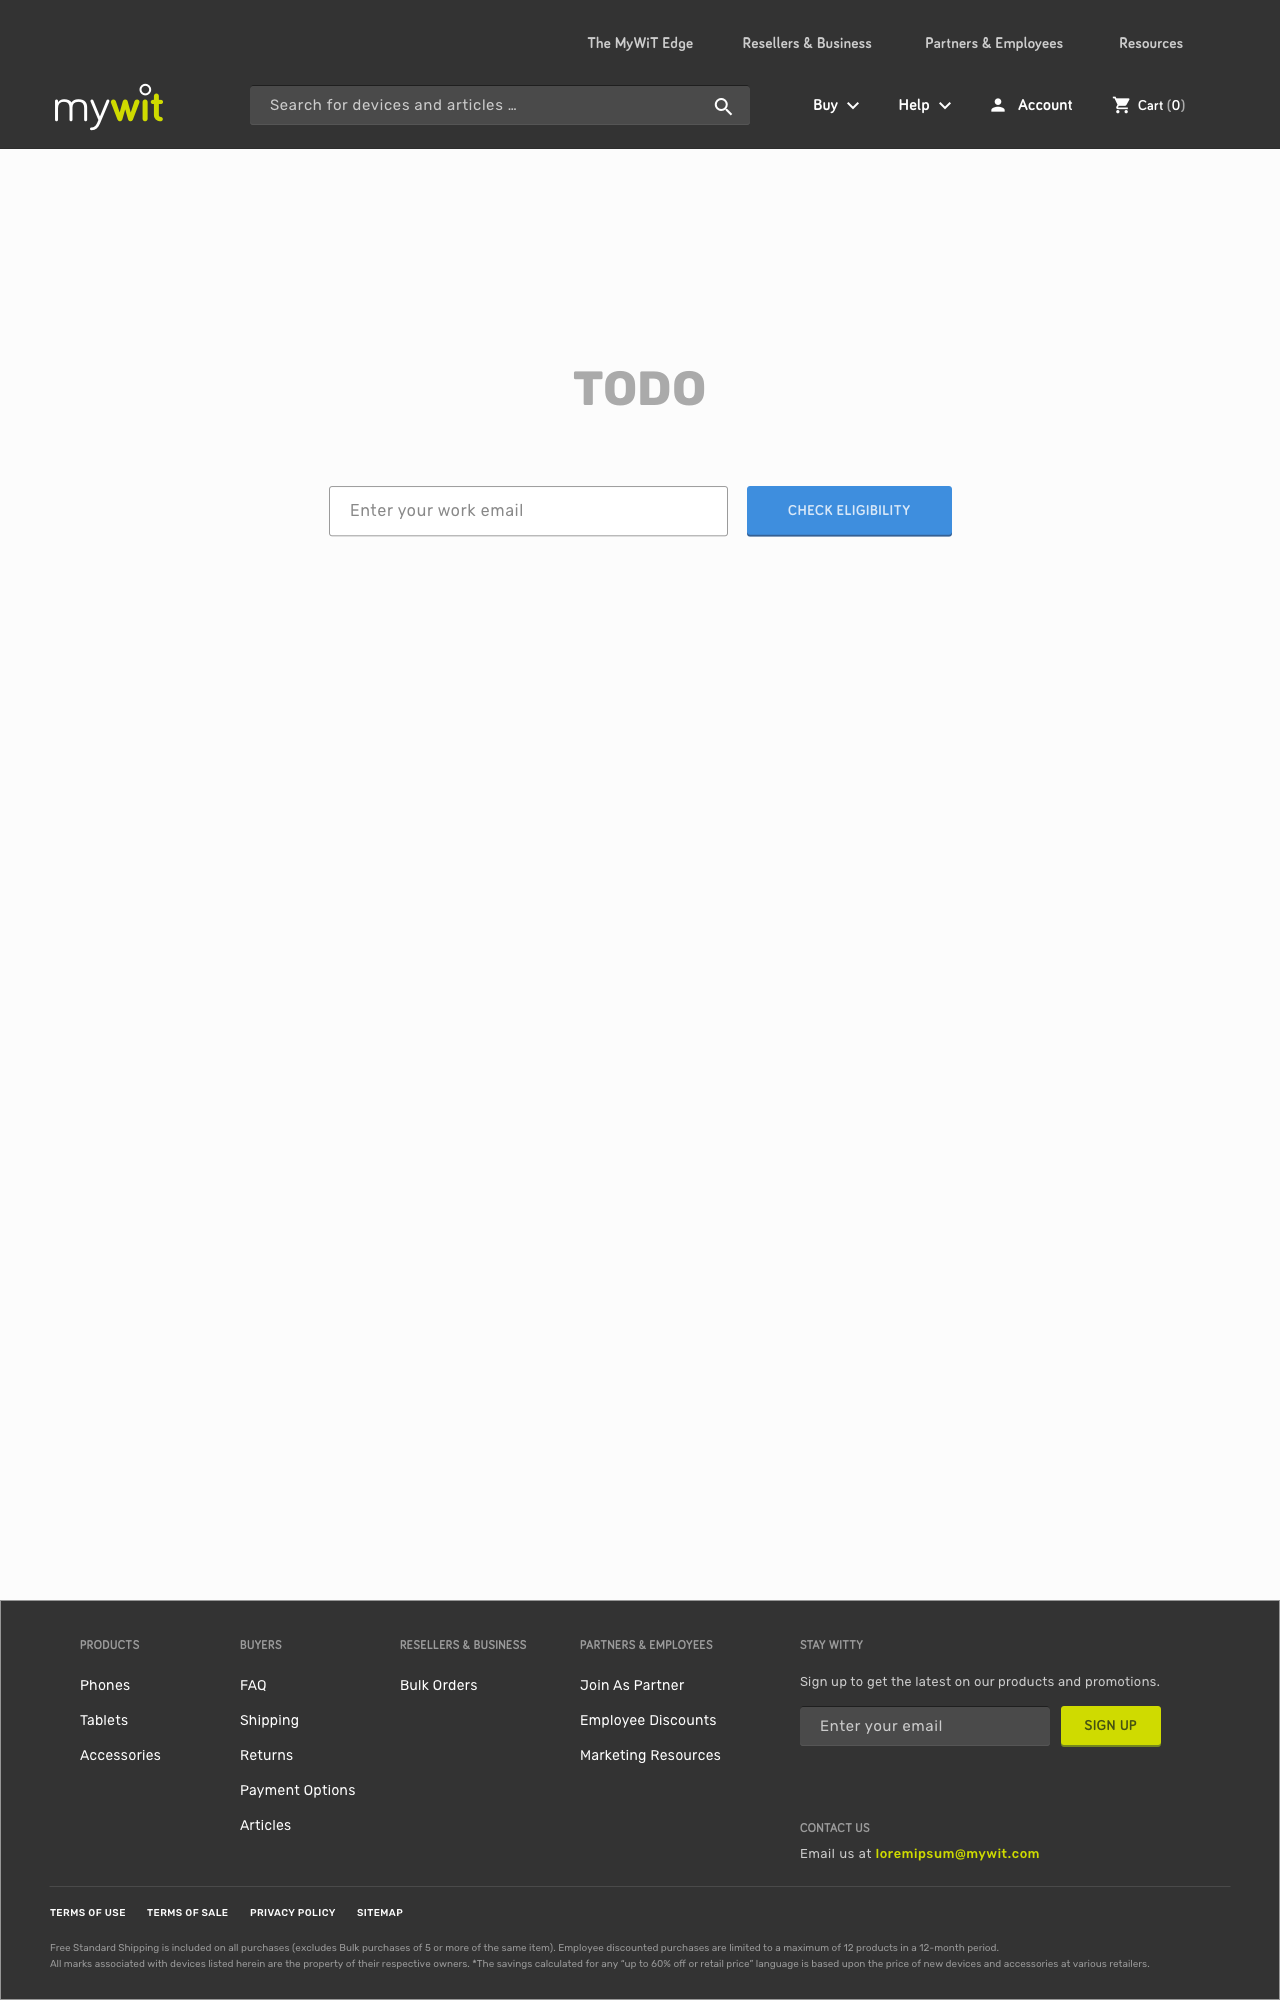 The MyWiT Edge Resellers & Business Partners & Employees Resources
mywit Search for devices and articles … Buy Help Account Cart (0)
TODO
Enter your work email CHECK ELIGIBILITY
PRODUCTS BUYERS RESELLERS & BUSINESS PARTNERS & EMPLOYEES STAY WITTY
Phones FAQ Bulk Orders Join As Partner Sign up to get the latest on our products and promotions.
Tablets Shipping Employee Discounts Enter your email SIGN UP
Accessories Returns Marketing Resources
Payment Options
Articles CONTACT US
Email us at loremipsum@mywit.com
TERMS OF USE TERMS OF SALE PRIVACY POLICY SITEMAP
Free Standard Shipping is included on all purchases (excludes Bulk purchases of 5 or more of the same item). Employee discounted purchases are limited to a maximum of 12 products in a 12-month period.
All marks associated with devices listed herein are the property of their respective owners. *The savings calculated for any “up to 60% off or retail price” language is based upon the price of new devices and accessories at various retailers.